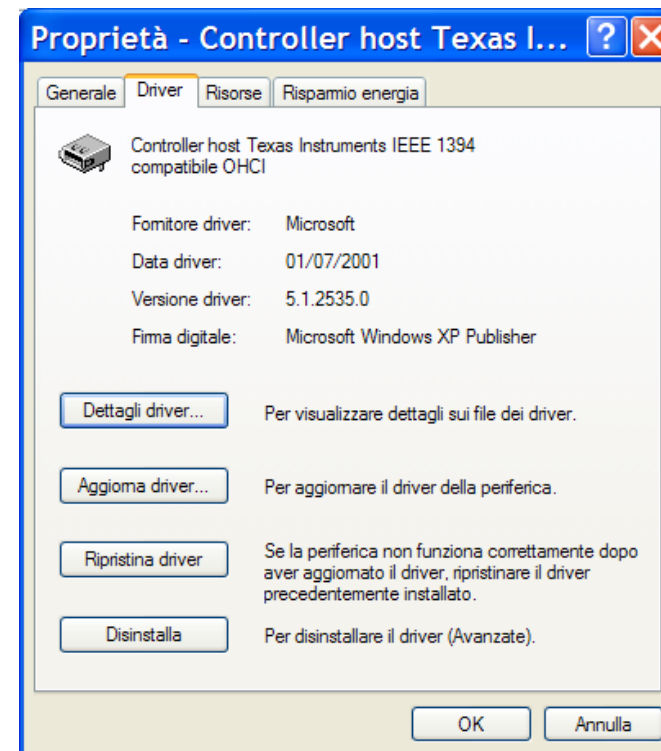 Proprietà - Controller host Texas I...
Generale Driver Risorse Risparmio energia
Controller host Texas Instruments IEEE 1394
compatibile OHCI
Fornitore driver: Microsoft
Data driver: 01/07/2001
Versione driver: 5.1.2535.0
Firma digitale: Microsoft Windows XP Publisher
Dettagli driver... Per visualizzare dettagli sui file dei driver.
Aggiorna driver... Per aggiornare il driver della periferica.
Ripristina driver Se la periferica non funziona correttamente dopo
aver aggiornato il driver, ripristinare il driver
precedentemente installato.
Disinstalla Per disinstallare il driver (Avanzate).
OK Annulla